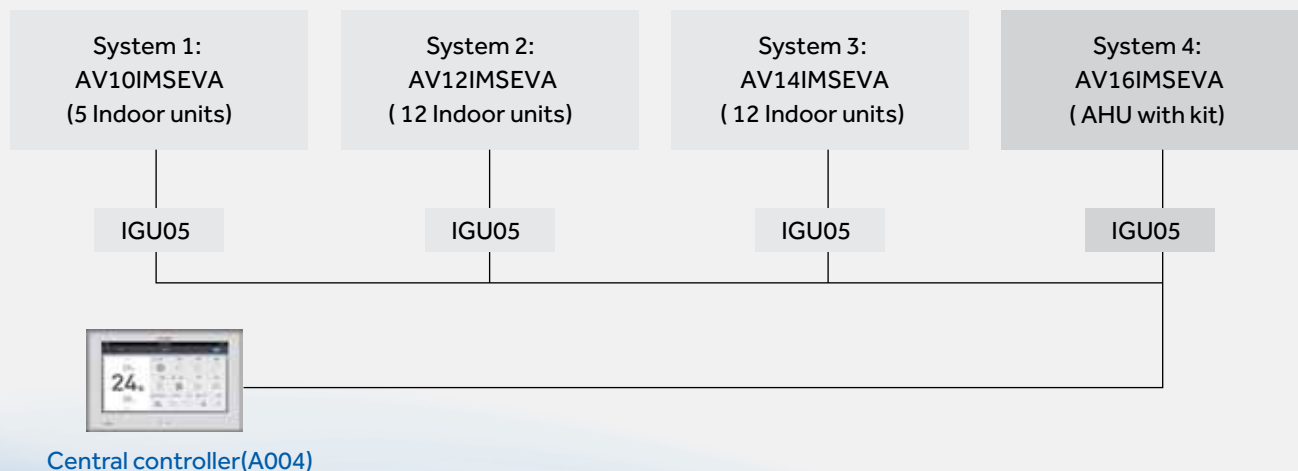 System 1:
AV10IMSEVA
(5 Indoor units)
System 2:
AV12IMSEVA
( 12 Indoor units)
System 3:
AV14IMSEVA
( 12 Indoor units)
System 4:
AV16IMSEVA
( AHU with kit)
IGU05
IGU05
IGU05
IGU05
24.
Central controller(A004)